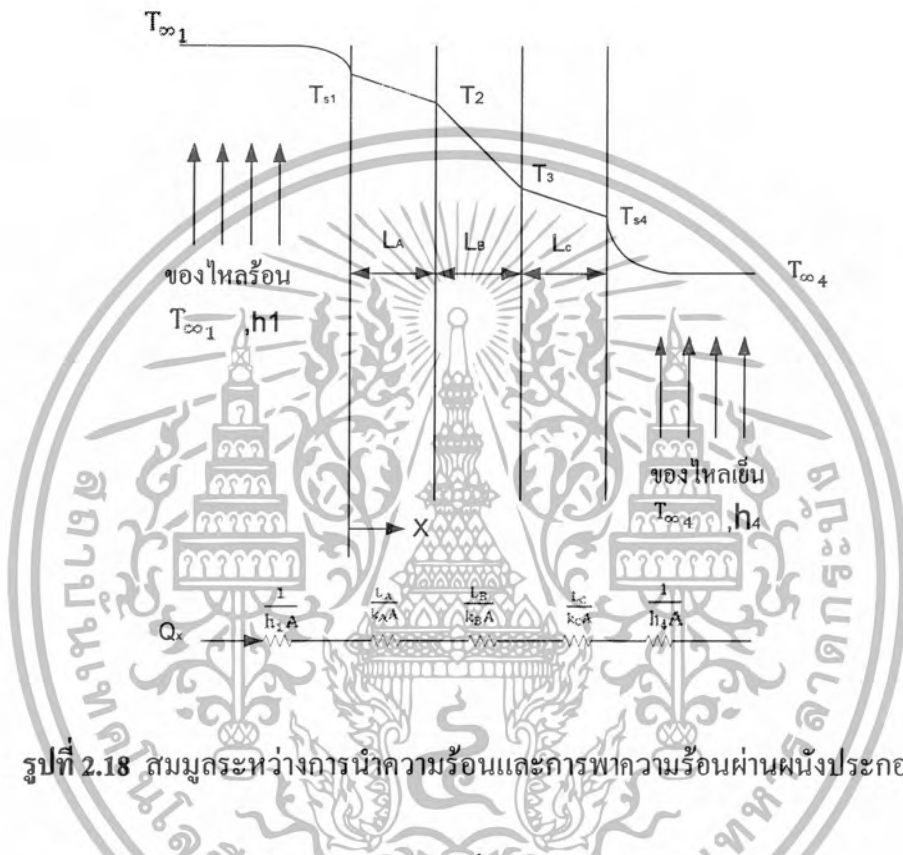 T∞1
Ts1
T2
T3
Ts4
LA
LB
Lc
T∞4
ของไหลร้อน
T∞1 ,h1
ของไหลเย็น
T∞4 ,h4
X
Qx
1/h1A
LA/kAA
LB/kBA
LC/kCA
1/h4A
รูปที่ 2.18 สมมูลระหว่างการนำความร้อนและการพาความร้อนผ่านผนังประกอ